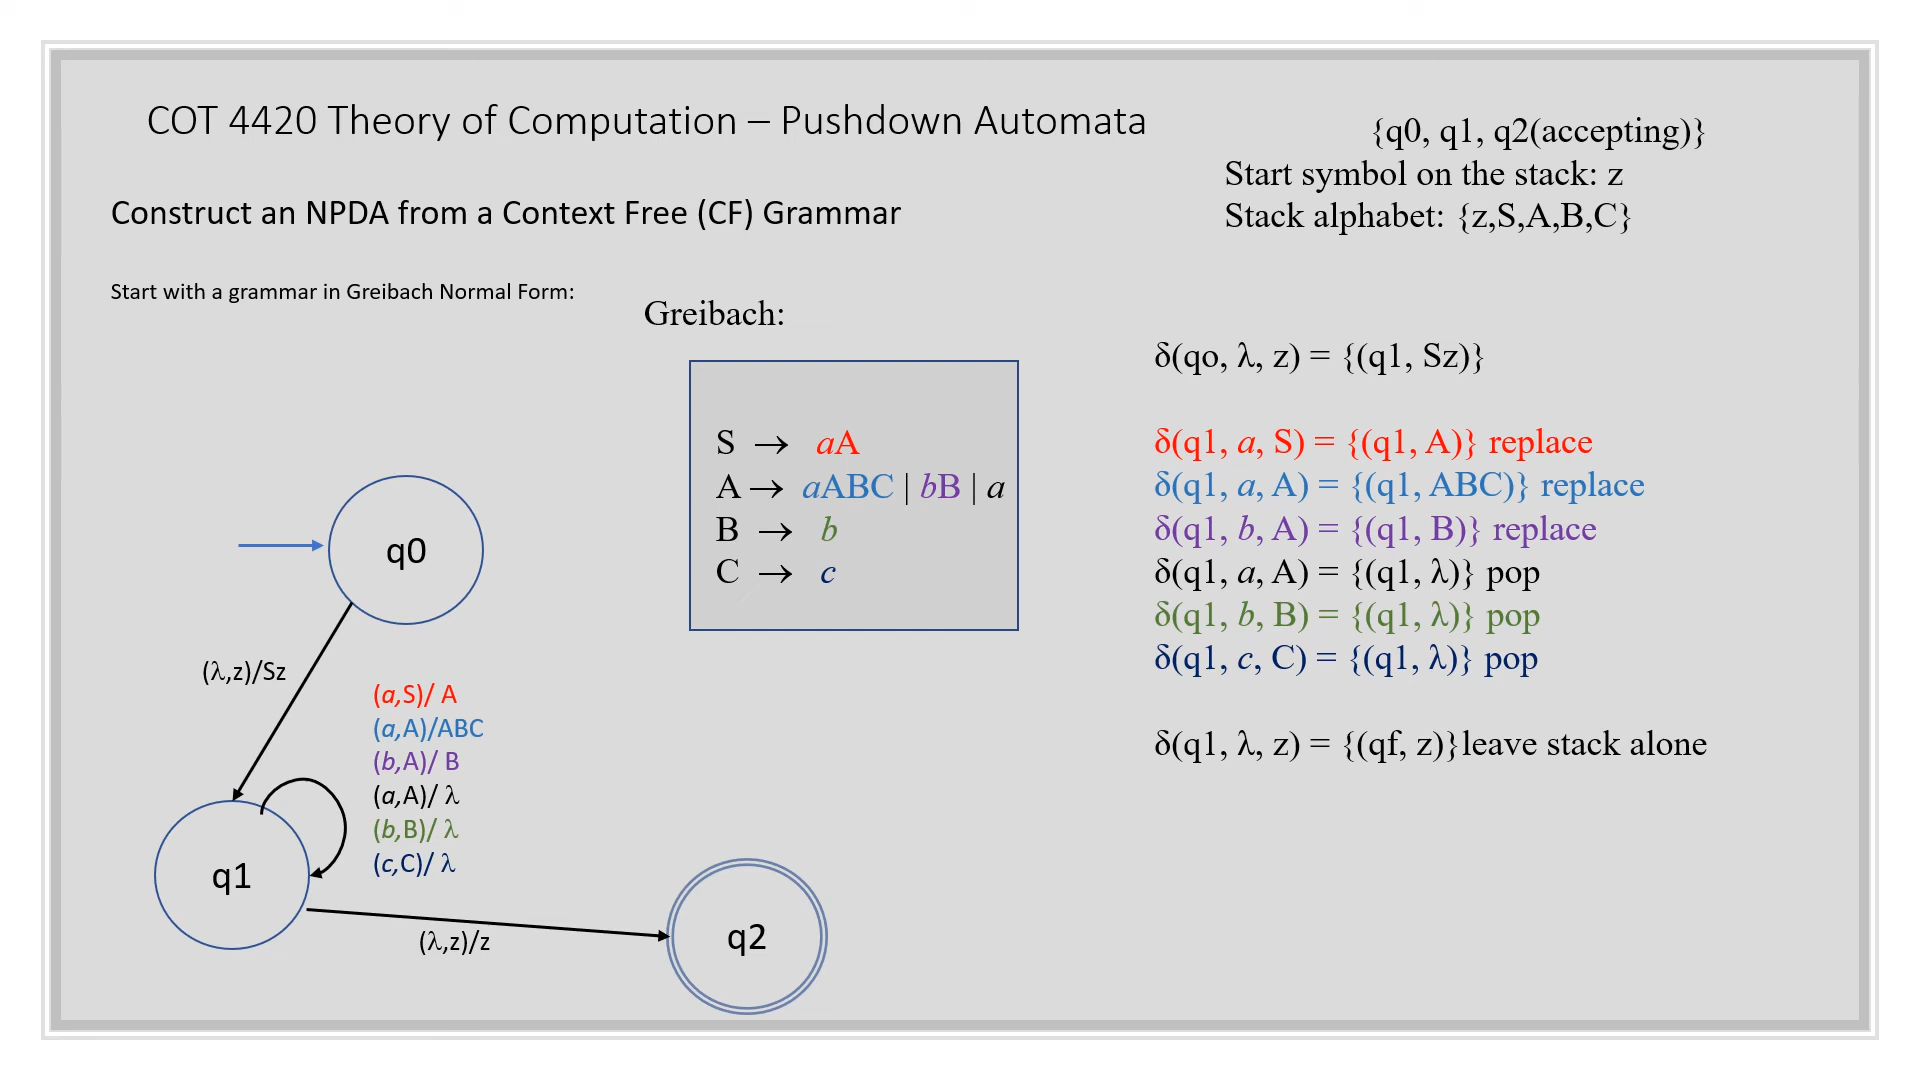 COT 4420 Theory of Computation – Pushdown Automata
{q0, q1, q2(accepting)}
Start symbol on the stack: z
Stack alphabet: {z,S,A,B,C}
Construct an NPDA from a Context Free (CF) Grammar
Start with a grammar in Greibach Normal Form:
Greibach:
S → aA
A → aABC | bB | a
B → b
C → c
δ(qo, λ, z) = {(q1, Sz)}
δ(q1, a, S) = {(q1, A)} replace
δ(q1, a, A) = {(q1, ABC)} replace
δ(q1, b, A) = {(q1, B)} replace
δ(q1, a, A) = {(q1, λ)} pop
δ(q1, b, B) = {(q1, λ)} pop
δ(q1, c, C) = {(q1, λ)} pop
δ(q1, λ, z) = {(qf, z)}leave stack alone
q0
(λ,z)/Sz
(a,S)/ A
(a,A)/ABC
(b,A)/ B
(a,A)/ λ
(b,B)/ λ
(c,C)/ λ
q1
(λ,z)/z
q2